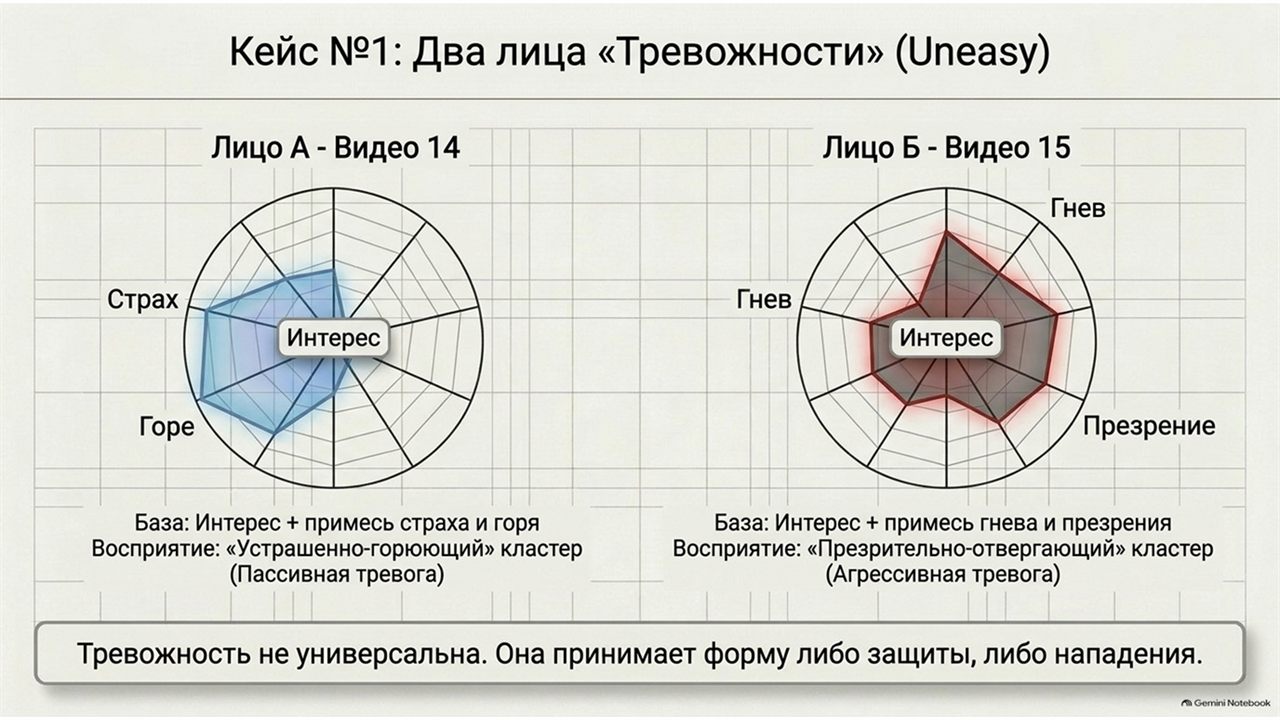 Кейс №1: Два лица «Тревожности» (Uneasy)
Лицо А - Видео 14
Страх
Интерес
Горе
База: Интерес + примесь страха и горя
Восприятие: «Устрашенно-горюющий» кластер
(Пассивная тревога)
Лицо Б - Видео 15
Гнев
Гнев
Интерес
Презрение
База: Интерес + примесь гнева и презрения
Восприятие: «Презрительно-отвергающий» кластер
(Агрессивная тревога)
Тревожность не универсальна. Она принимает форму либо защиты, либо нападения.
Gemini Notebook